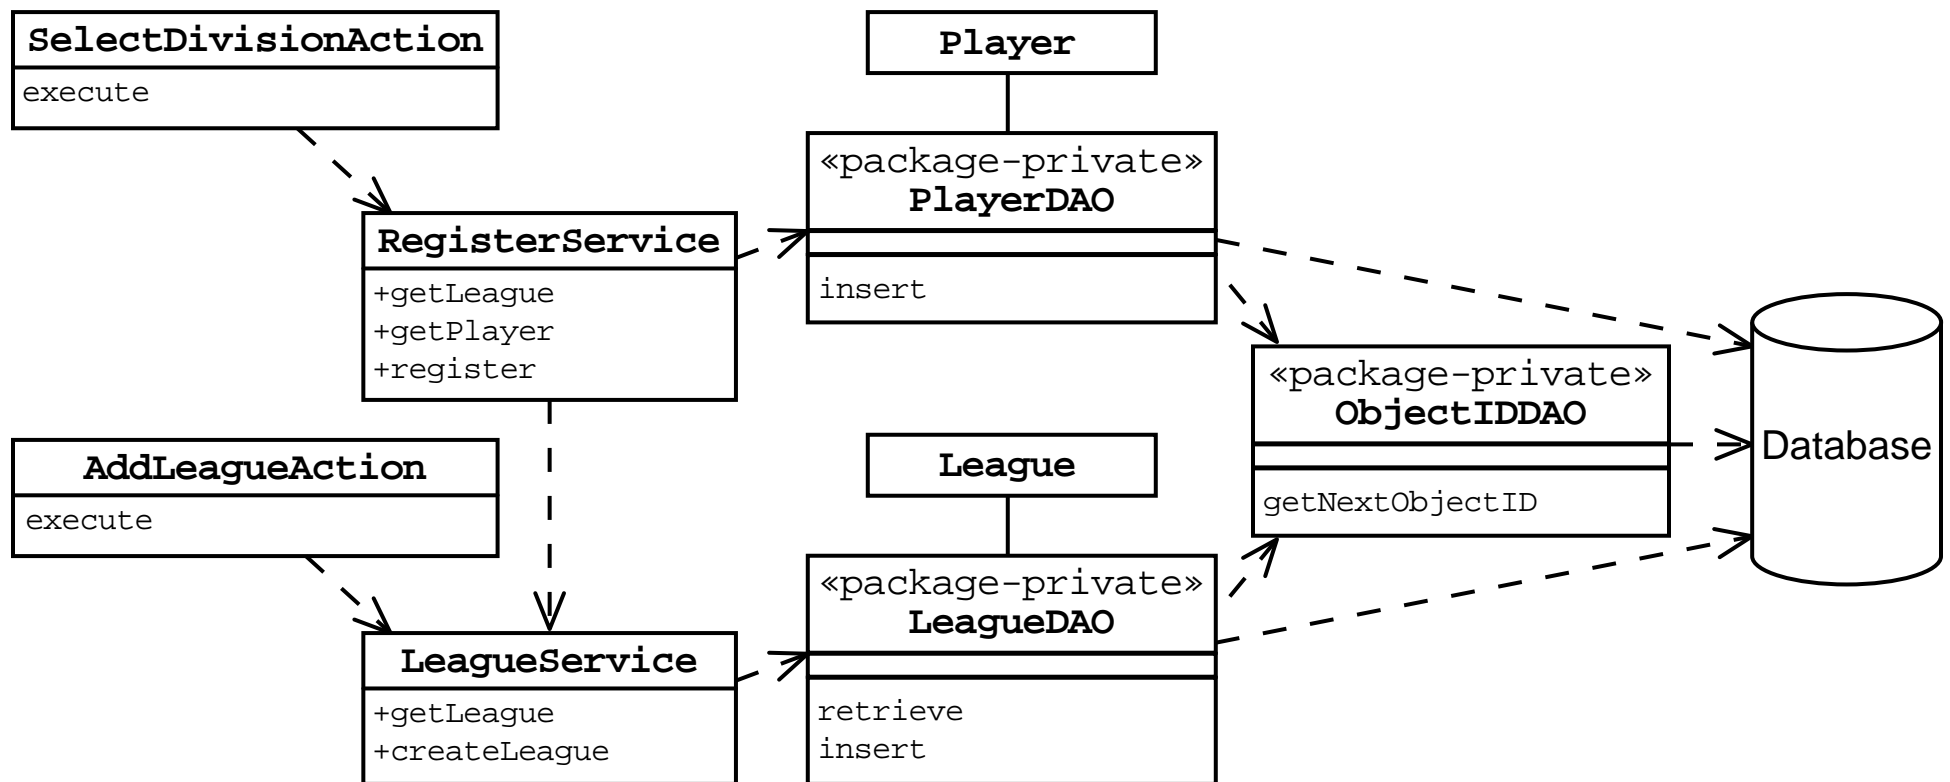 SelectDivisionAction
execute
Player
«package-private»
PlayerDAO
insert
RegisterService
+getLeague
+getPlayer
+register
«package-private»
ObjectIDDAO
getNextObjectID
Database
AddLeagueAction
execute
League
«package-private»
LeagueDAO
retrieve
insert
LeagueService
+getLeague
+createLeague